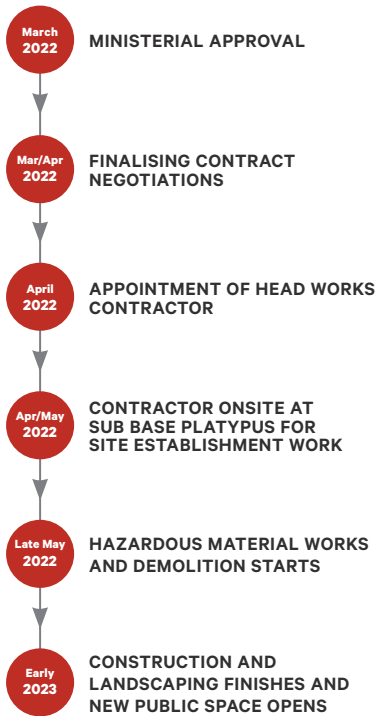 March
2022
MINISTERIAL APPROVAL
Mar/Apr
2022
FINALISING CONTRACT
NEGOTIATIONS
April
2022
APPOINTMENT OF HEAD WORKS
CONTRACTOR
Apr/May
2022
CONTRACTOR ONSITE AT
SUB BASE PLATYPUS FOR
SITE ESTABLISHMENT WORK
Late May
2022
HAZARDOUS MATERIAL WORKS
AND DEMOLITION STARTS
Early
2023
CONSTRUCTION AND
LANDSCAPING FINISHES AND
NEW PUBLIC SPACE OPENS